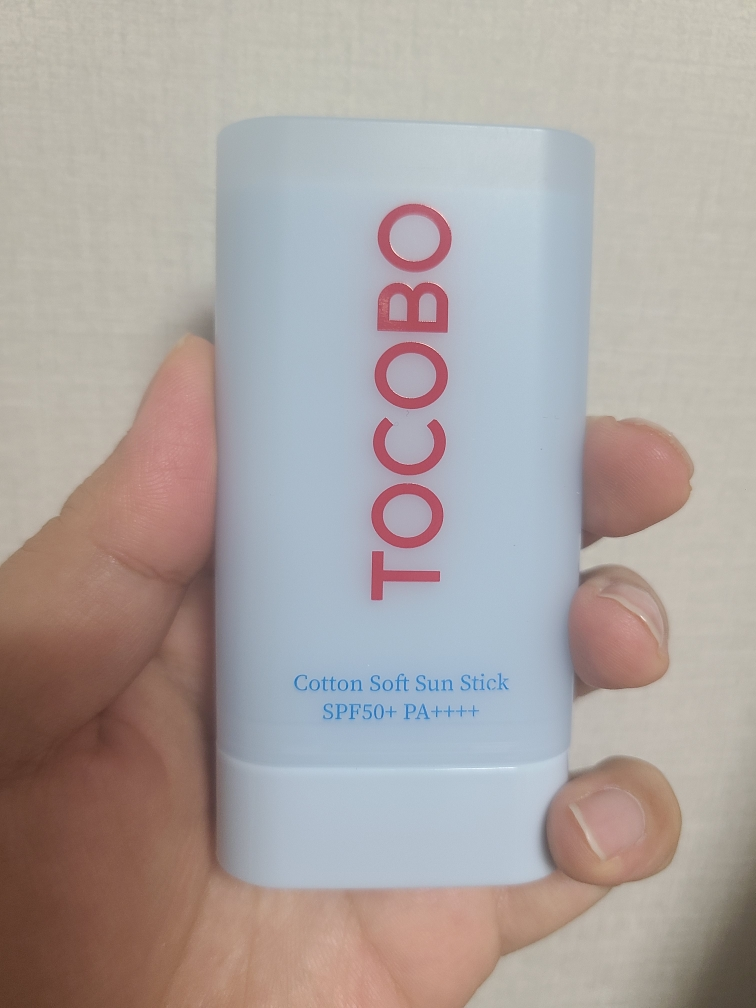 TOCOBO
Cotton Soft Sun Stick
SPF50+ PA++++